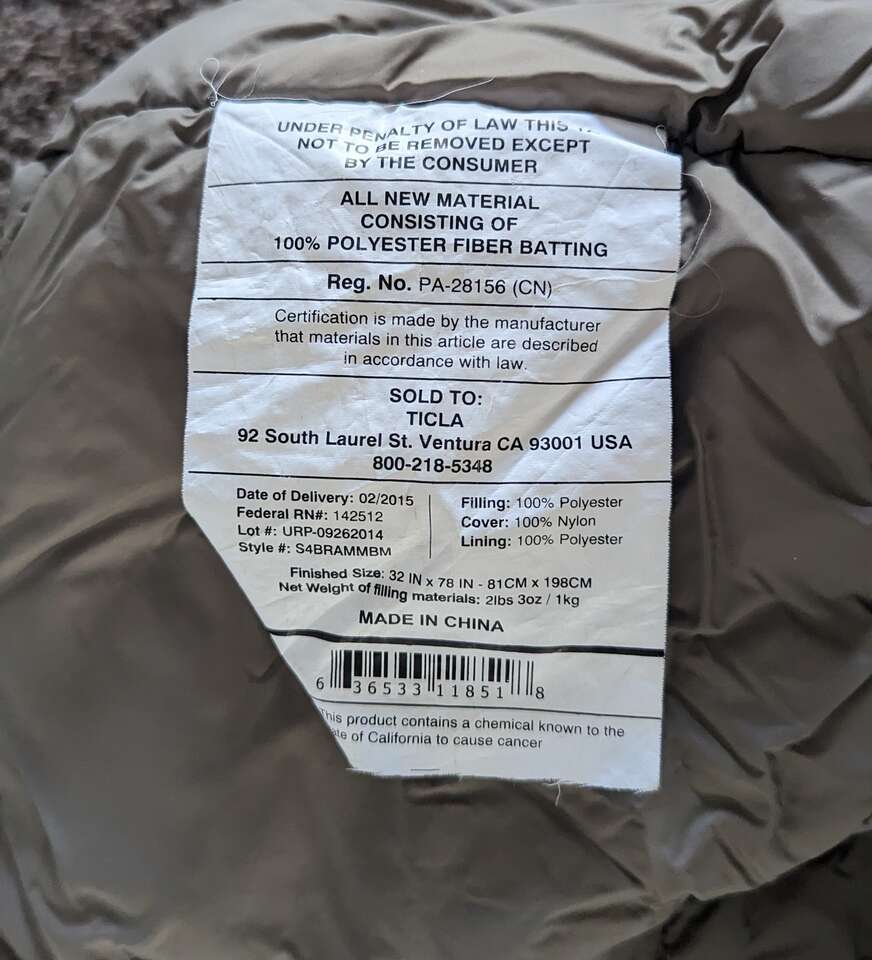 UNDER PENALTY OF LAW THIS
NOT TO BE REMOVED EXCEPT
BY THE CONSUMER
ALL NEW MATERIAL
CONSISTING OF
100% POLYESTER FIBER BATTING
Reg. No. PA-28156 (CN)
Certification is made by the manufacturer
that materials in this article are described
in accordance with law.
SOLD TO:
TICLA
92 South Laurel St. Ventura CA 93001 USA
800-218-5348
Date of Delivery: 02/2015
Federal RN#: 142512
Lot #: URP-09262014
Style #: S4BRAMMBM
Filling: 100% Polyester
Cover: 100% Nylon
Lining: 100% Polyester
Finished Size: 32 IN x 78 IN - 81CM x 198CM
Net Weight of filling materials: 2lbs 3oz / 1kg
MADE IN CHINA
6 36533 11851 8
This product contains a chemical known to the
of California to cause cancer